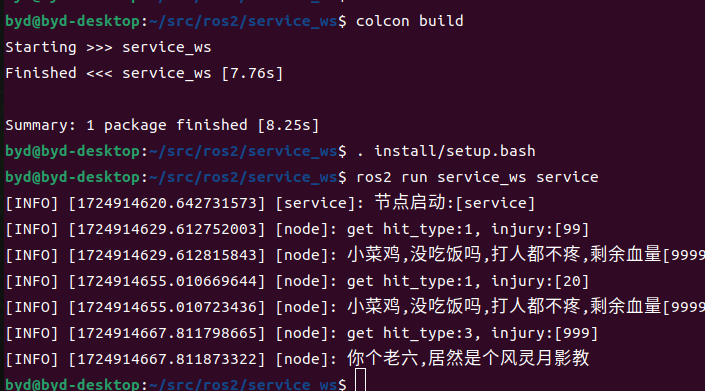 byd@byd-desktop:~/src/ros2/service_ws$ colcon build
Starting >>> service_ws
Finished <<< service_ws [7.76s]
Summary: 1 package finished [8.25s]
byd@byd-desktop:~/src/ros2/service_ws$ . install/setup.bash
byd@byd-desktop:~/src/ros2/service_ws$ ros2 run service_ws service
[INFO] [1724914620.642731573] [service]: 节点启动:[service]
[INFO] [1724914629.612752003] [node]: get hit_type:1, injury:[99]
[INFO] [1724914629.612815843] [node]: 小菜鸡,没吃饭吗,打人都不疼,剩余血量[9999
[INFO] [1724914655.010669644] [node]: get hit_type:1, injury:[20]
[INFO] [1724914655.010723436] [node]: 小菜鸡,没吃饭吗,打人都不疼,剩余血量[9999
[INFO] [1724914667.811798665] [node]: get hit_type:3, injury:[999]
[INFO] [1724914667.811873322] [node]: 你个老六,居然是个风灵月影教
byd@byd-desktop:~/src/ros2/service_ws$